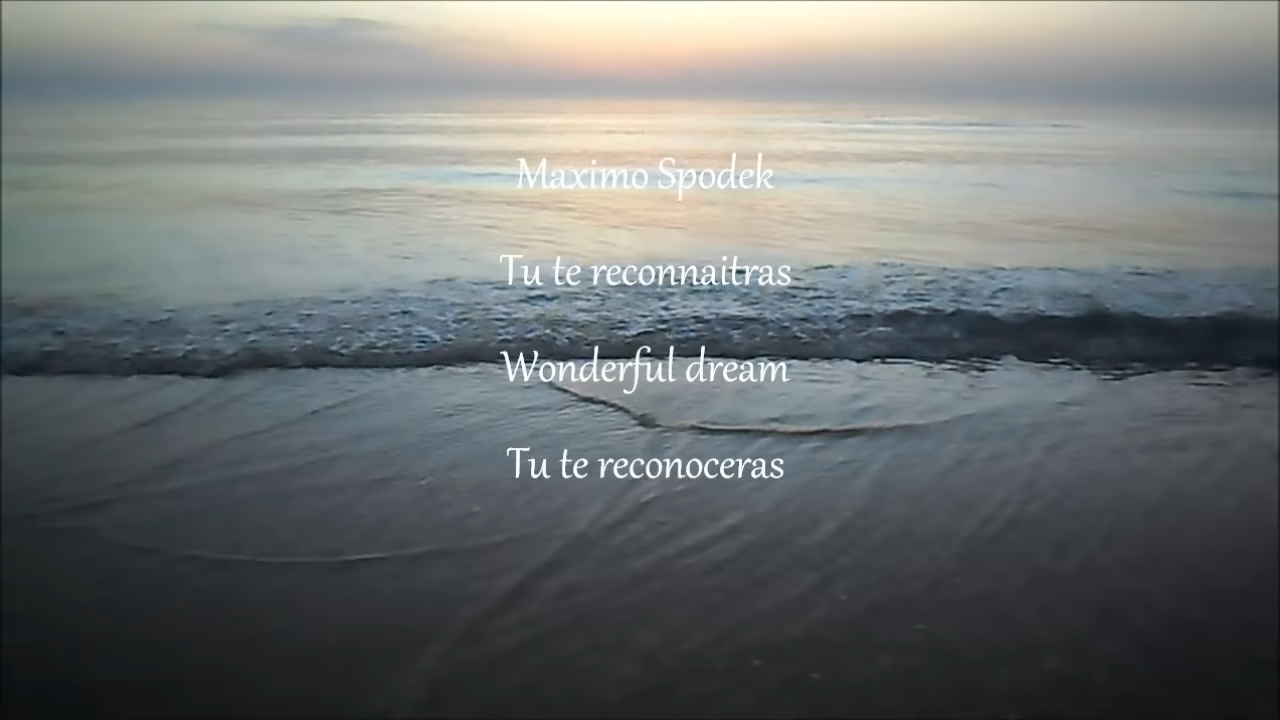 Maximo Spodek
Tu te reconnaitras
Wonderful dream
Tu te reconoceras